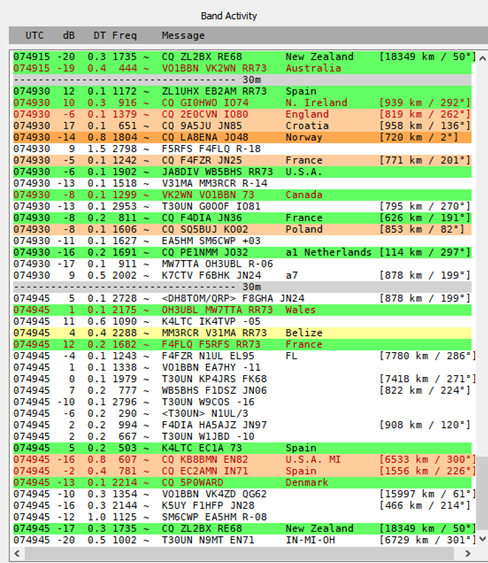 Band Activity
UTC dB DT Freq Message
074915 -20 0.3 1735 ~ CQ ZL2BX RE68 New Zealand [18349 km / 50°]
074915 -19 0.4 444 ~ VO1BBN VK2WN RR73 Australia
------------------------------- 30m
074930 12 0.1 1172 ~ ZL1UHX EB2AM RR73 Spain
074930 10 0.3 916 ~ CQ GI0HWO IO74 N. Ireland [939 km / 292°]
074930 -6 0.1 1379 ~ CQ 2E0CVN IO80 England [819 km / 262°]
074930 17 0.1 651 ~ CQ 9A5JU JN85 Croatia [958 km / 136°]
074930 -14 0.8 1804 ~ CQ LA8ENA JO48 Norway [720 km / 2°]
074930 9 1.5 2798 ~ F5RFS F4FLQ R-18
074930 -5 0.1 1242 ~ CQ F4FZR JN25 France [771 km / 201°]
074930 -6 0.1 1902 ~ JA8DIV WB5BHS RR73 U.S.A.
074930 -13 0.1 1518 ~ V31MA MM3RCR R-14
074930 -8 0.1 1299 ~ VK2WN VO1BBN 73 Canada
074930 -13 0.1 2953 ~ T30UN G0OOF IO81 [795 km / 270°]
074930 -8 0.2 811 ~ CQ F4DIA JN36 France [626 km / 191°]
074930 -8 0.1 1606 ~ CQ SQ5BUJ KO02 Poland [853 km / 82°]
074930 -11 0.1 1627 ~ EA5HM SM6CWP +03
074930 -16 0.2 1691 ~ CQ PE1NMM JO32 a1 Netherlands [114 km / 297°]
074930 -17 0.1 911 ~ MW7TTA OH3UBL R-06
074930 9 0.5 2002 ~ K7CTV F6BHK JN24 a7 [878 km / 199°]
------------------------------- 30m
074945 5 0.1 2728 ~ <DH8TOM/QRP> F8GHA JN24 [878 km / 199°]
074945 1 0.1 2175 ~ OH3UBL MW7TTA RR73 Wales
074945 11 0.6 1090 ~ K4LTC IK4TVP -05
074945 4 0.4 2288 ~ MM3RCR V31MA RR73 Belize
074945 12 0.2 1682 ~ F4FLQ F5RFS RR73 France
074945 -4 0.1 1243 ~ F4FZR N1UL EL95 FL [7780 km / 286°]
074945 1 0.1 1338 ~ VO1BBN EA7HY -11
074945 0 0.1 1979 ~ T30UN KP4JRS FK68 [7418 km / 271°]
074945 7 0.2 777 ~ WB5BHS F1DSZ JN06 [822 km / 224°]
074945 -10 0.1 2796 ~ T30UN W9COS -16
074945 -6 0.2 290 ~ <T30UN> N1UL/3
074945 2 0.2 994 ~ F4DIA HA5AJZ JN97 [908 km / 120°]
074945 2 0.2 667 ~ T30UN W1JBD -10
074945 5 0.2 503 ~ K4LTC EC1A 73 Spain
074945 -16 0.8 607 ~ CQ KB8BMN EN82 U.S.A. MI [6533 km / 300°]
074945 -2 0.4 781 ~ CQ EC2AMN IN71 Spain [1556 km / 226°]
074945 -13 0.1 2214 ~ CQ 5P0WARD Denmark
074945 -10 0.3 1354 ~ VO1BBN VK4ZD QG62 [15997 km / 61°]
074945 -16 0.3 2144 ~ K5UY F1HFP JN28 [466 km / 214°]
074945 -12 1.0 1125 ~ SM6CWP EA5HM R-08
074945 -17 0.3 1735 ~ CQ ZL2BX RE68 New Zealand [18349 km / 50°]
074945 -20 0.5 1002 ~ T30UN N9MT EN71 IN-MI-OH [6729 km / 301°]